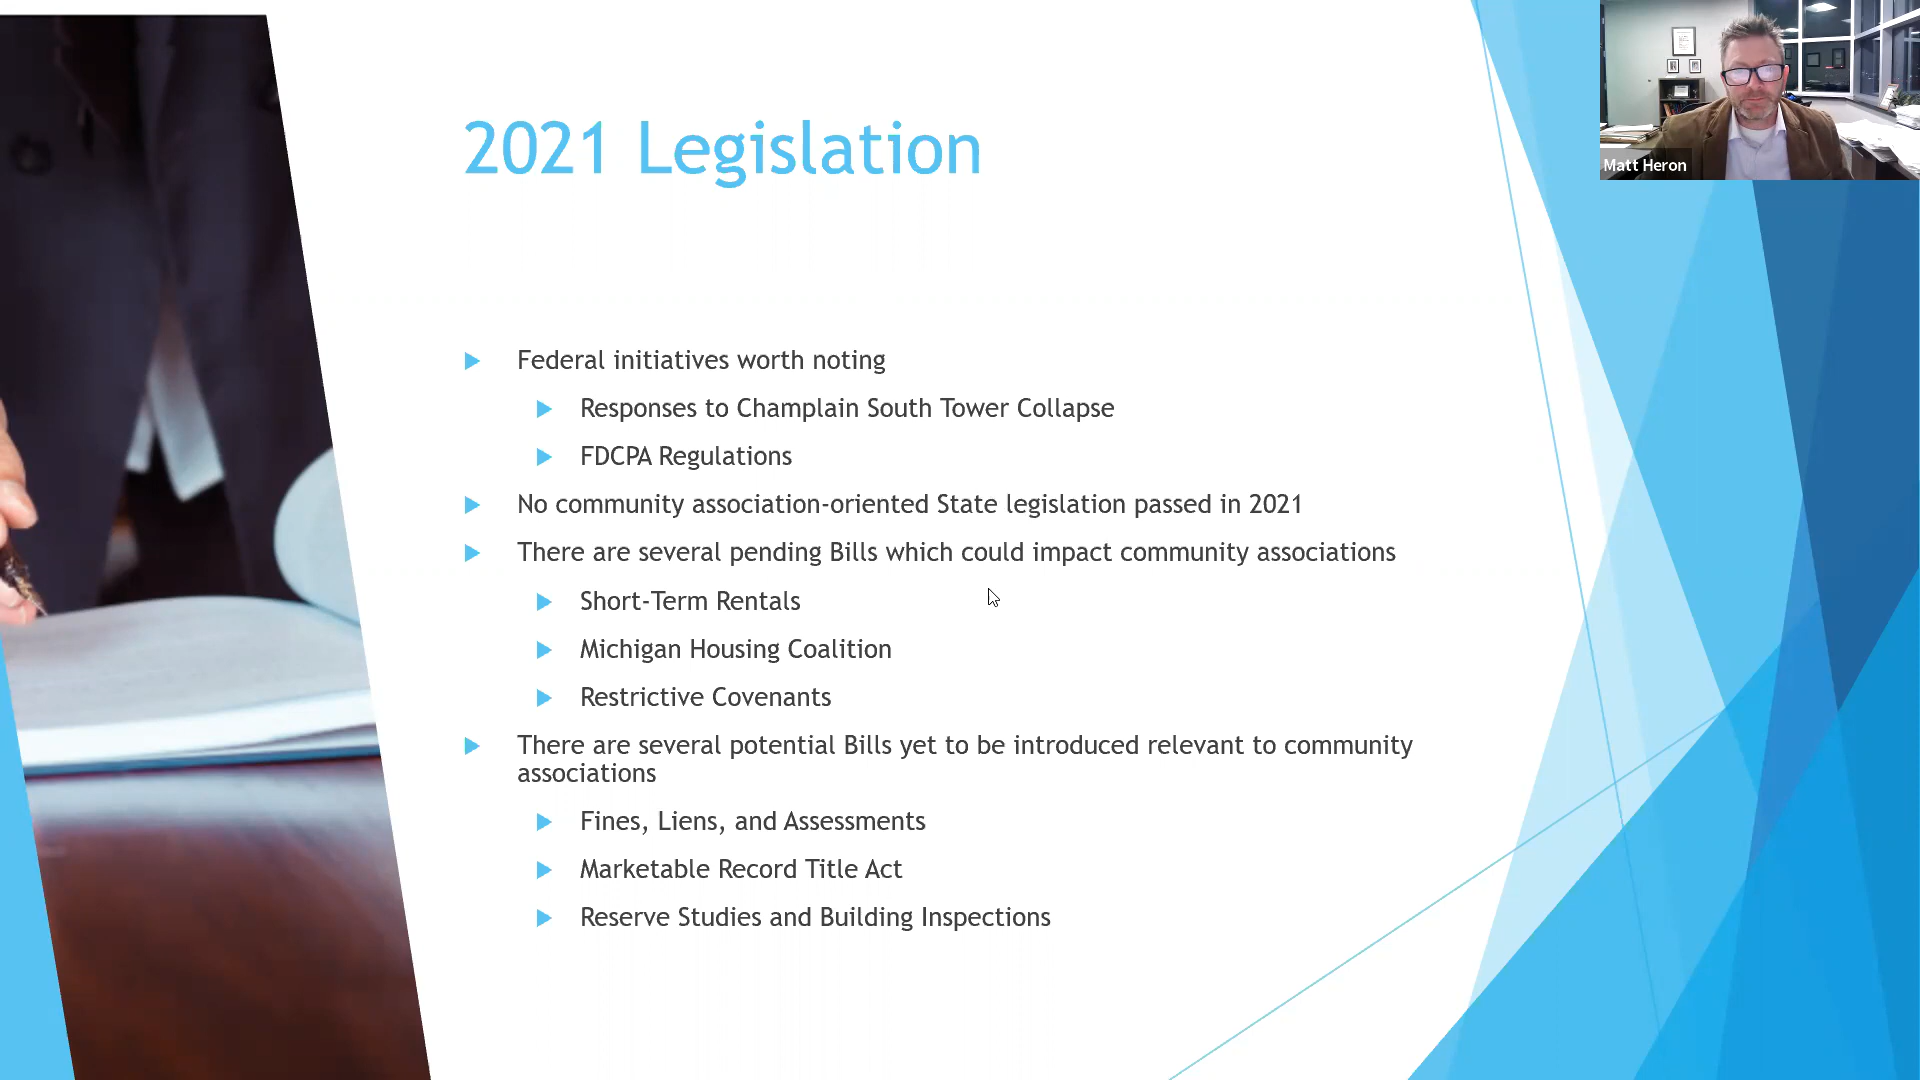 2021 Legislation
Matt Heron
Federal initiatives worth noting
Responses to Champlain South Tower Collapse
FDCPA Regulations
No community association-oriented State legislation passed in 2021
There are several pending Bills which could impact community associations
Short-Term Rentals
Michigan Housing Coalition
Restrictive Covenants
There are several potential Bills yet to be introduced relevant to community
associations
Fines, Liens, and Assessments
Marketable Record Title Act
Reserve Studies and Building Inspections